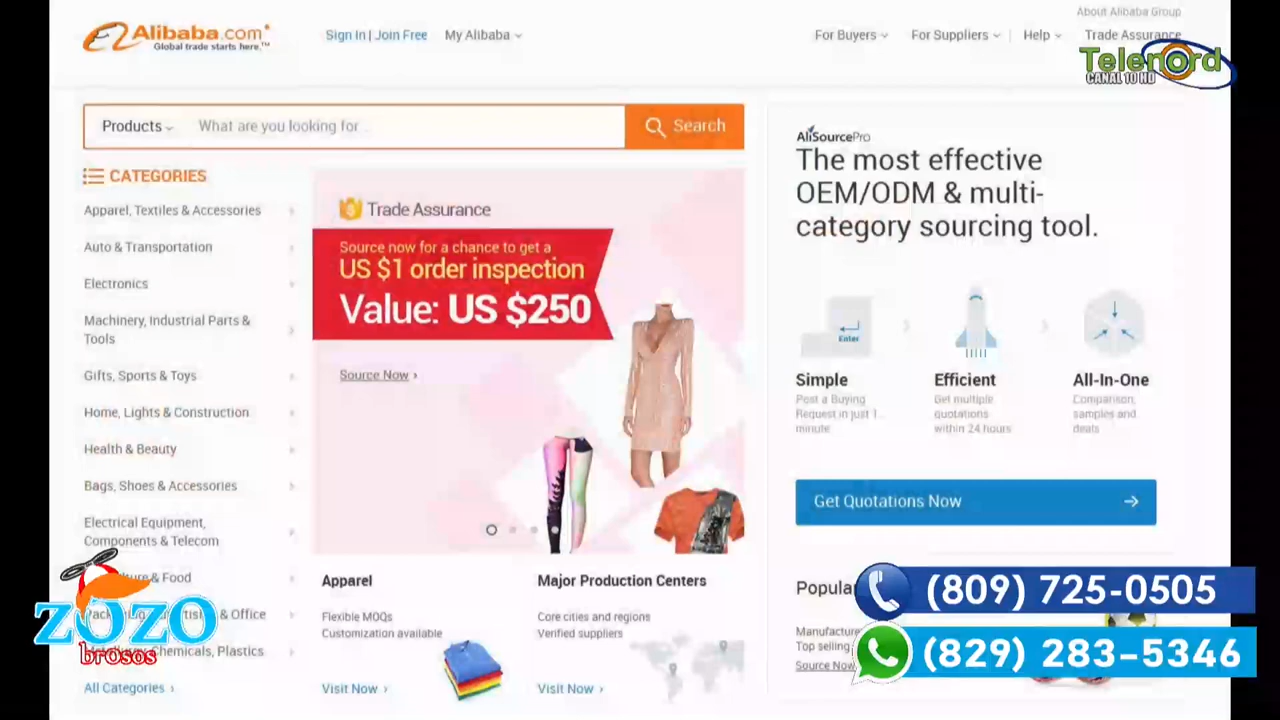 About Alibaba Group
Alibaba.com
Global trade starts here.™
Sign In | Join Free
My Alibaba
For Buyers
For Suppliers
Help
Trade Assurance
Telenord
CANAL 10 HD
Products
What are you looking for...
Search
CATEGORIES
Apparel, Textiles & Accessories
Auto & Transportation
Electronics
Machinery, Industrial Parts &
Tools
Gifts, Sports & Toys
Home, Lights & Construction
Health & Beauty
Bags, Shoes & Accessories
Electrical Equipment,
Components & Telecom
& Food
& Office
Chemicals, Plastics
All Categories
Trade Assurance
Source now for a chance to get a
US $1 order inspection
Value: US $250
Source Now
Apparel
Flexible MOQs
Customization available
Visit Now
Major Production Centers
Core cities and regions
Verified suppliers
Visit Now
AliSourcePro
The most effective
OEM/ODM & multi-
category sourcing tool.
Enter
Simple
Post a Buying
Request in just 1
minute
Efficient
Get multiple
quotations
within 24 hours
All-In-One
Comparison,
samples and
deals
Get Quotations Now
Popula
Manufacture
Top selling
Source Now
(809) 725-0505
(829) 283-5346
ZOZO
brOsos